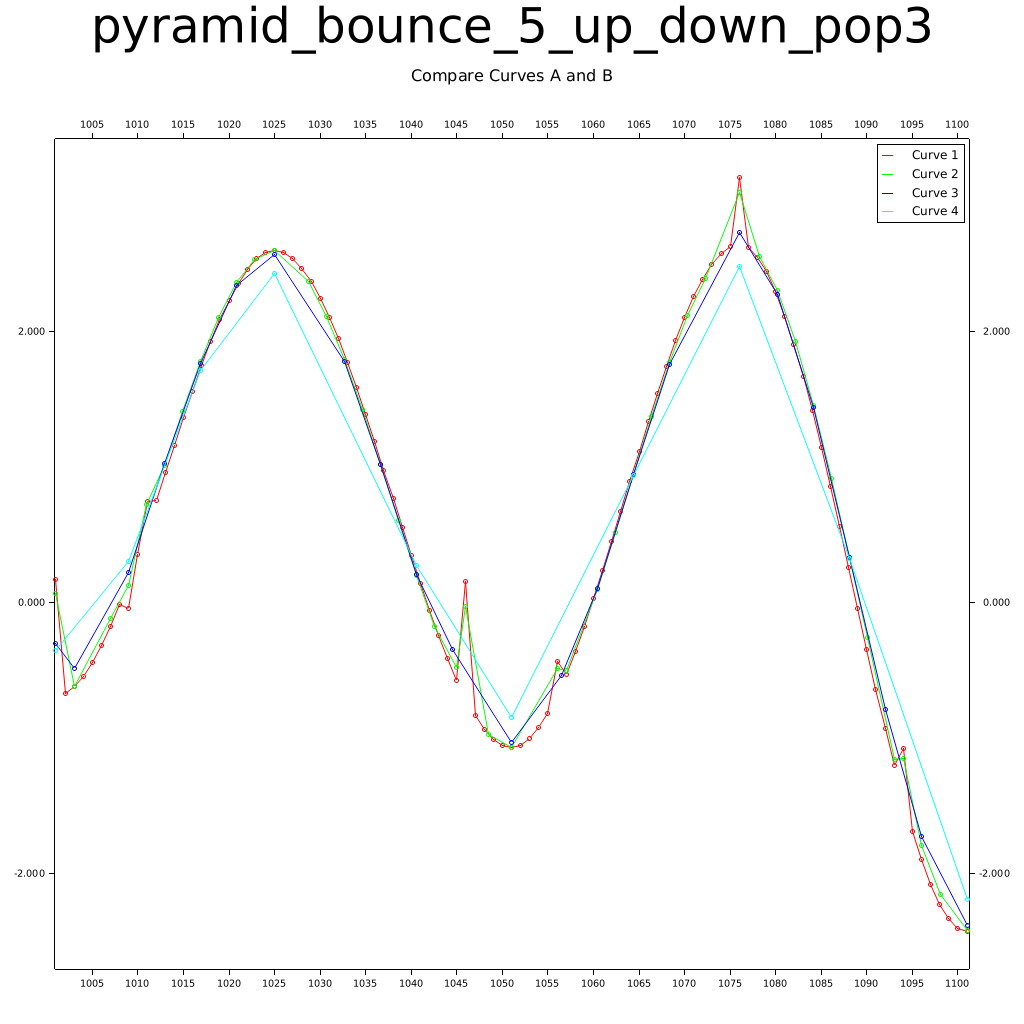 pyramid_bounce_5_up_down_pop3
Compare Curves A and B
1005 1010 1015 1020 1025 1030 1035 1040 1045 1050 1055 1060 1065 1070 1075 1080 1085 1090 1095 1100
Curve 1
Curve 2
Curve 3
Curve 4
2.000 2.000
0.000 0.000
-2.000 -2.000
1005 1010 1015 1020 1025 1030 1035 1040 1045 1050 1055 1060 1065 1070 1075 1080 1085 1090 1095 1100